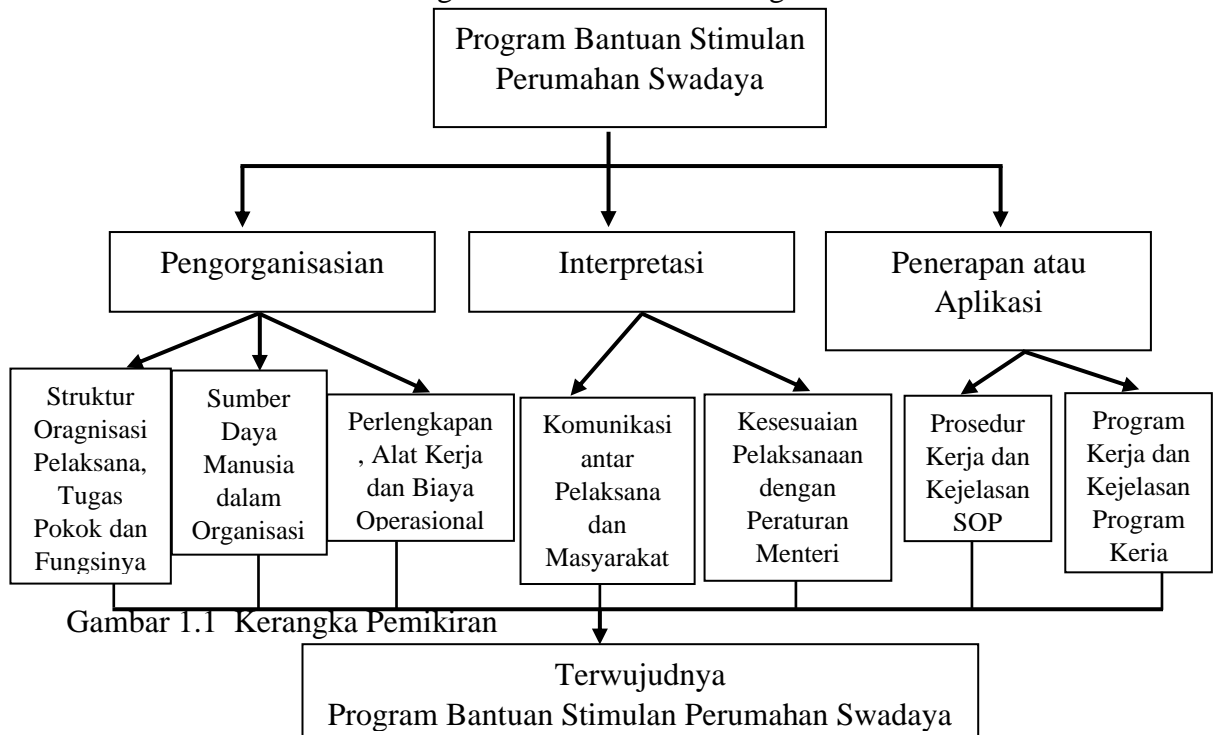 Program Bantuan Stimulan
Perumahan Swadaya
Pengorganisasian
Interpretasi
Penerapan atau
Aplikasi
Struktur
Oragnisasi
Pelaksana,
Tugas
Pokok dan
Fungsinya
Sumber
Daya
Manusia
dalam
Organisasi
Perlengkapan
, Alat Kerja
dan Biaya
Operasional
Komunikasi
antar
Pelaksana
dan
Masyarakat
Kesesuaian
Pelaksanaan
dengan
Peraturan
Menteri
Prosedur
Kerja dan
Kejelasan
SOP
Program
Kerja dan
Kejelasan
Program
Kerja
Gambar 1.1  Kerangka Pemikiran
Terwujudnya
Program Bantuan Stimulan Perumahan Swadaya